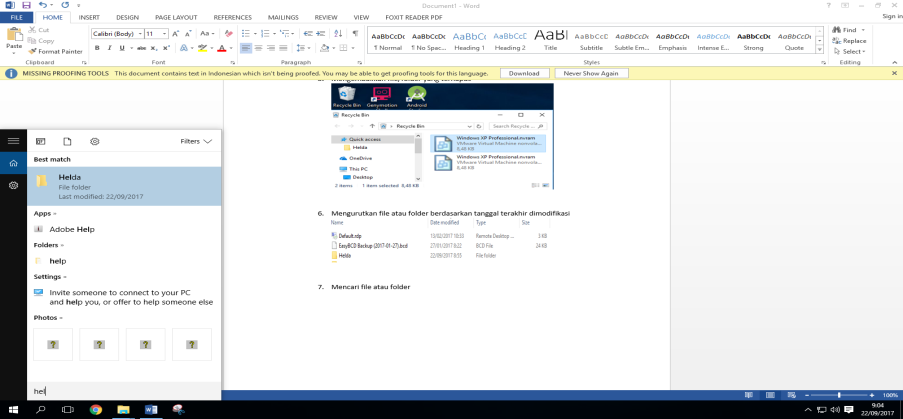 Document1 - Word
Sign in
FILE HOME INSERT DESIGN PAGE LAYOUT REFERENCES MAILINGS REVIEW VIEW FOXIT READER PDF
Paste
Cut
Copy
Format Painter
Calibri (Body) 11
AaBbCcDc AaBbCcDc AaBbC( AaBbCcC AaBl AaBbCcD AaBbCcDc AaBbCcDc AaBbCcDc AaBbCcDc AaBbCcDc
1 Normal 1 No Spac... Heading 1 Heading 2 Title Subtitle Subtle Em... Emphasis Intense E... Strong Quote
Find
Replace
Select
Clipboard Font Paragraph Styles Editing
MISSING PROOFING TOOLS This document contains text in Indonesian which isn't being proofed. You may be able to get proofing tools for this language. Download Never Show Again
Recycle Bin Genymotion Android
Recycle Bin
Recycle Bin
Search Recycle ...
Quick access
Helda
OneDrive
This PC
Desktop
Windows XP Professional.nvram
VMware Virtual Machine nonvola...
8,48 KB
Windows XP Professional.nvram
VMware Virtual Machine nonvola...
8,48 KB
2 items 1 item selected 8,48 KB
6. Mengurutkan file atau folder berdasarkan tanggal terakhir dimodifikasi
Name Date modified Type Size
Default.rdp Remote Desktop ... 3 KB
EasyBCD Backup (2017-01-27).bcd 27/01/2017 8:22 BCD File 24 KB
Helda 22/09/2017 8:55 File folder
7. Mencari file atau folder
Filters
Best match
Helda
File folder
Last modified: 22/09/2017
Apps
Adobe Help
Folders
help
Settings
Invite someone to connect to your PC
and help you, or offer to help someone else
Photos
hel
100%
9:04
22/09/2017